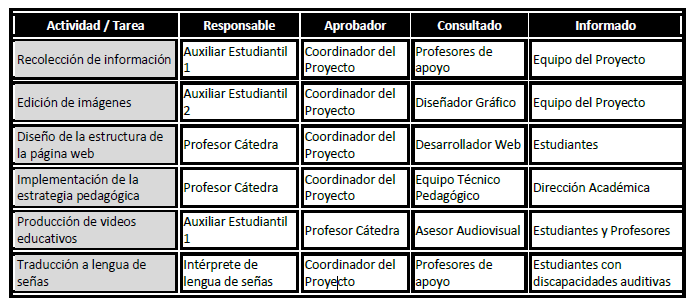 Actividad / Tarea Responsable Aprobador Consultado Informado
Recolección de información Auxiliar Estudiantil 1 Coordinador del Proyecto Profesores de apoyo Equipo del Proyecto
Edición de imágenes Auxiliar Estudiantil 2 Coordinador del Proyecto Diseñador Gráfico Equipo del Proyecto
Diseño de la estructura de la página web Profesor Cátedra Coordinador del Proyecto Desarrollador Web Estudiantes
Implementación de la estrategia pedagógica Profesor Cátedra Coordinador del Proyecto Equipo Técnico Pedagógico Dirección Académica
Producción de videos educativos Auxiliar Estudiantil 1 Profesor Cátedra Asesor Audiovisual Estudiantes y Profesores
Traducción a lengua de señas Intérprete de lengua de señas Coordinador del Proyecto Profesores de apoyo Estudiantes con discapacidades auditivas